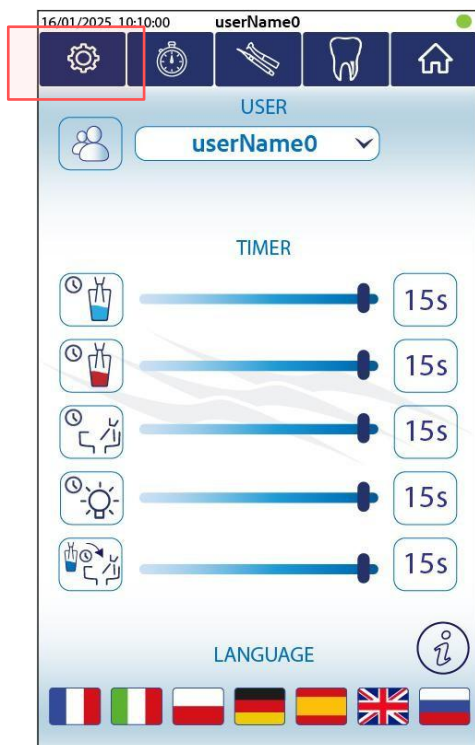 16/01/2025 10:10:00 userName0
USER
userName0
TIMER
15s
15s
15s
15s
15s
LANGUAGE
i